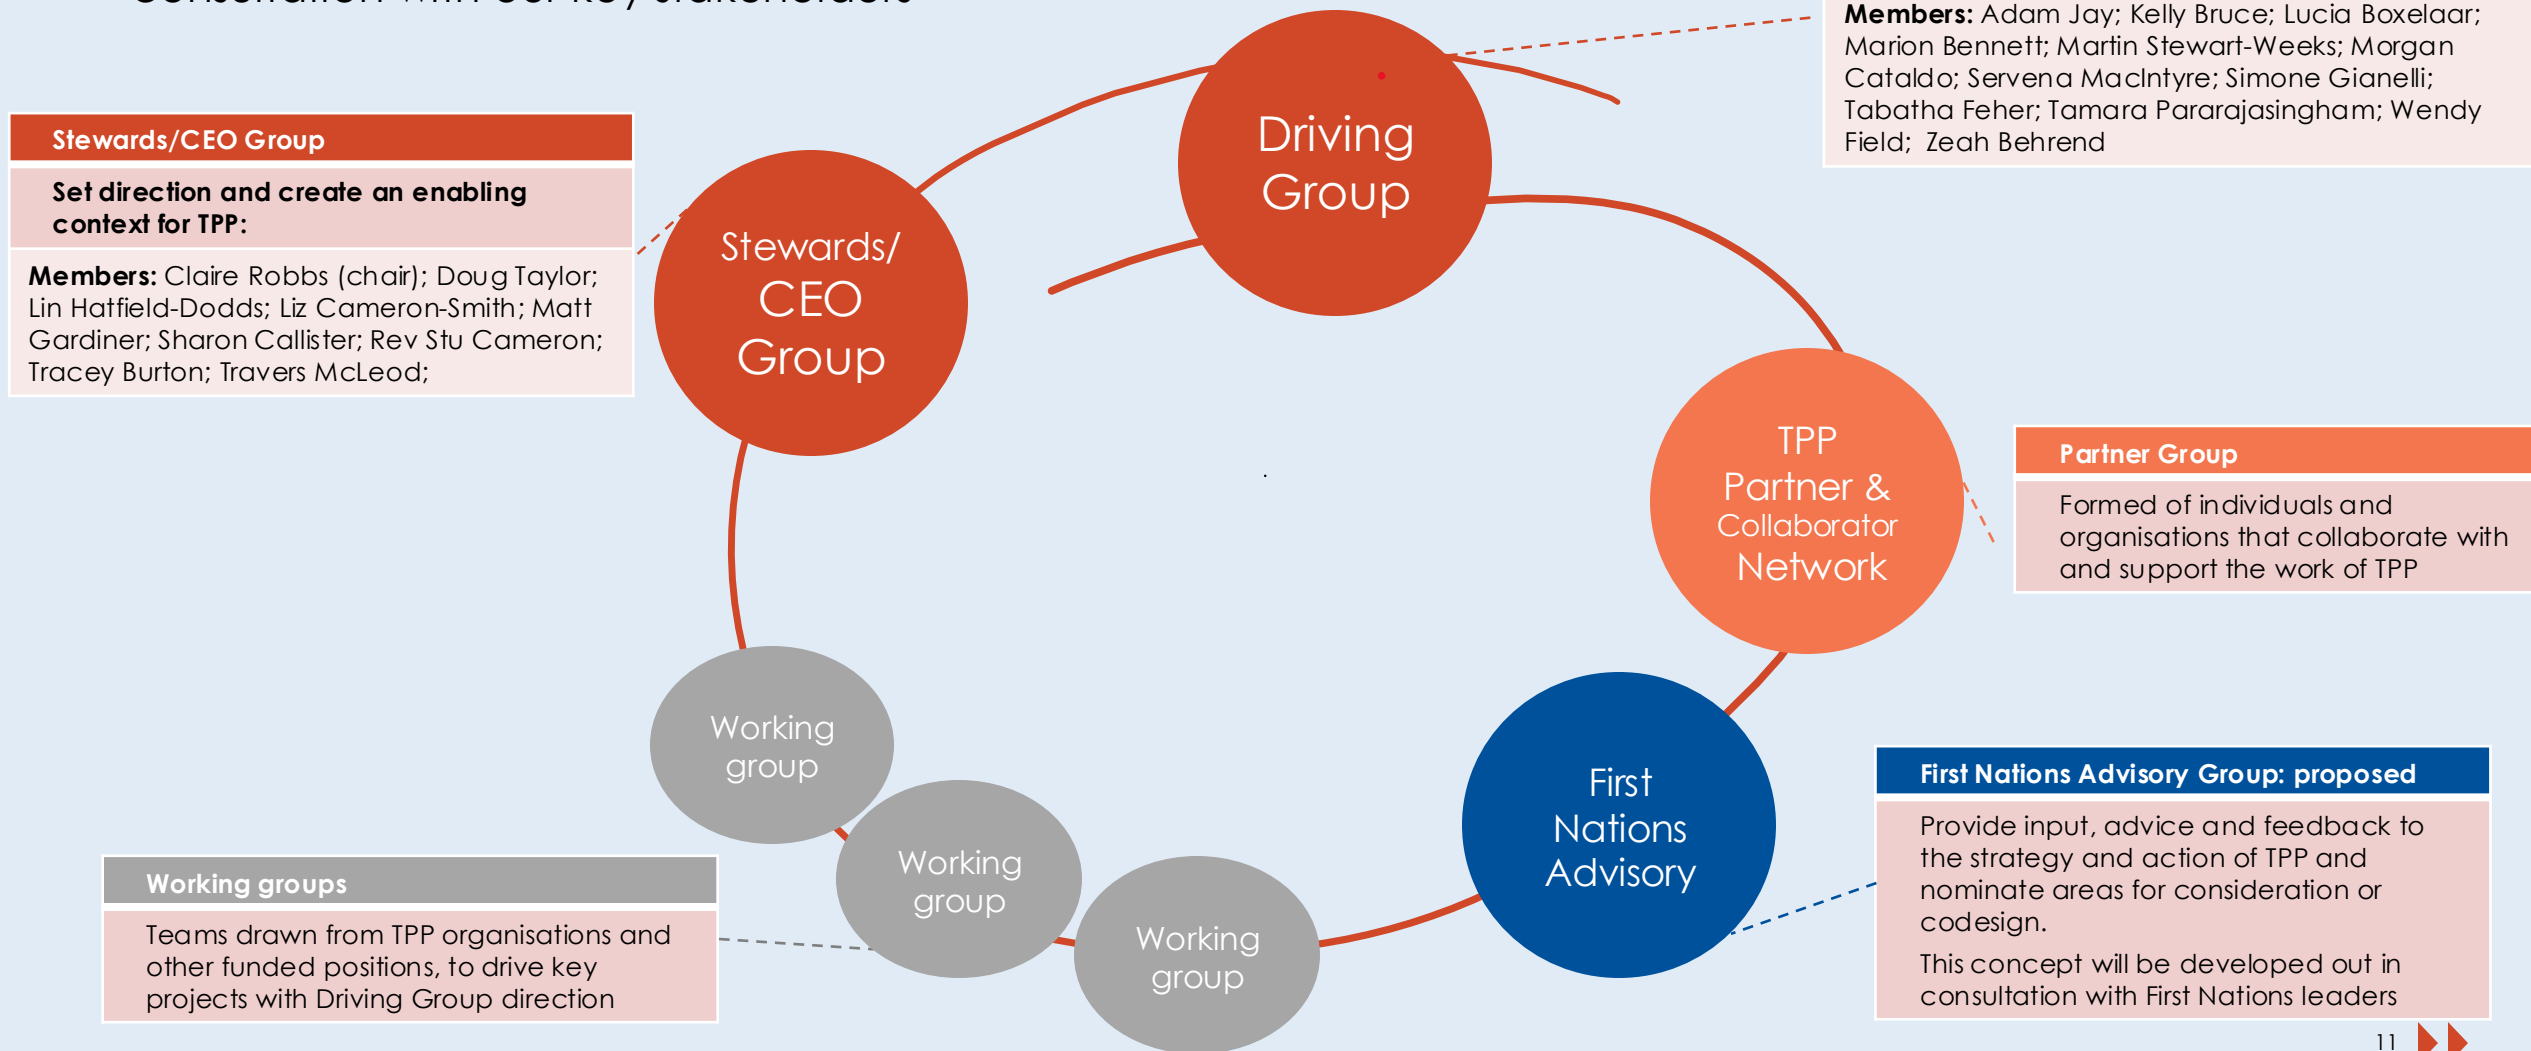 Consultation with our key stakeholders
Members: Adam Jay; Kelly Bruce; Lucia Boxelaar;
Marion Bennett; Martin Stewart-Weeks; Morgan
Cataldo; Servena MacIntyre; Simone Gianelli;
Tabatha Feher; Tamara Pararajasingham; Wendy
Field; Zeah Behrend
Driving
Group
Stewards/CEO Group
Set direction and create an enabling
context for TPP:
Members: Claire Robbs (chair); Doug Taylor;
Lin Hatfield-Dodds; Liz Cameron-Smith; Matt
Gardiner; Sharon Callister; Rev Stu Cameron;
Tracey Burton; Travers McLeod;
Stewards/
CEO
Group
TPP
Partner &
Collaborator
Network
Partner Group
Formed of individuals and
organisations that collaborate with
and support the work of TPP
Working
group
Working
group
Working
group
First
Nations
Advisory
First Nations Advisory Group: proposed
Provide input, advice and feedback to
the strategy and action of TPP and
nominate areas for consideration or
codesign.
This concept will be developed out in
consultation with First Nations leaders
Working groups
Teams drawn from TPP organisations and
other funded positions, to drive key
projects with Driving Group direction
11